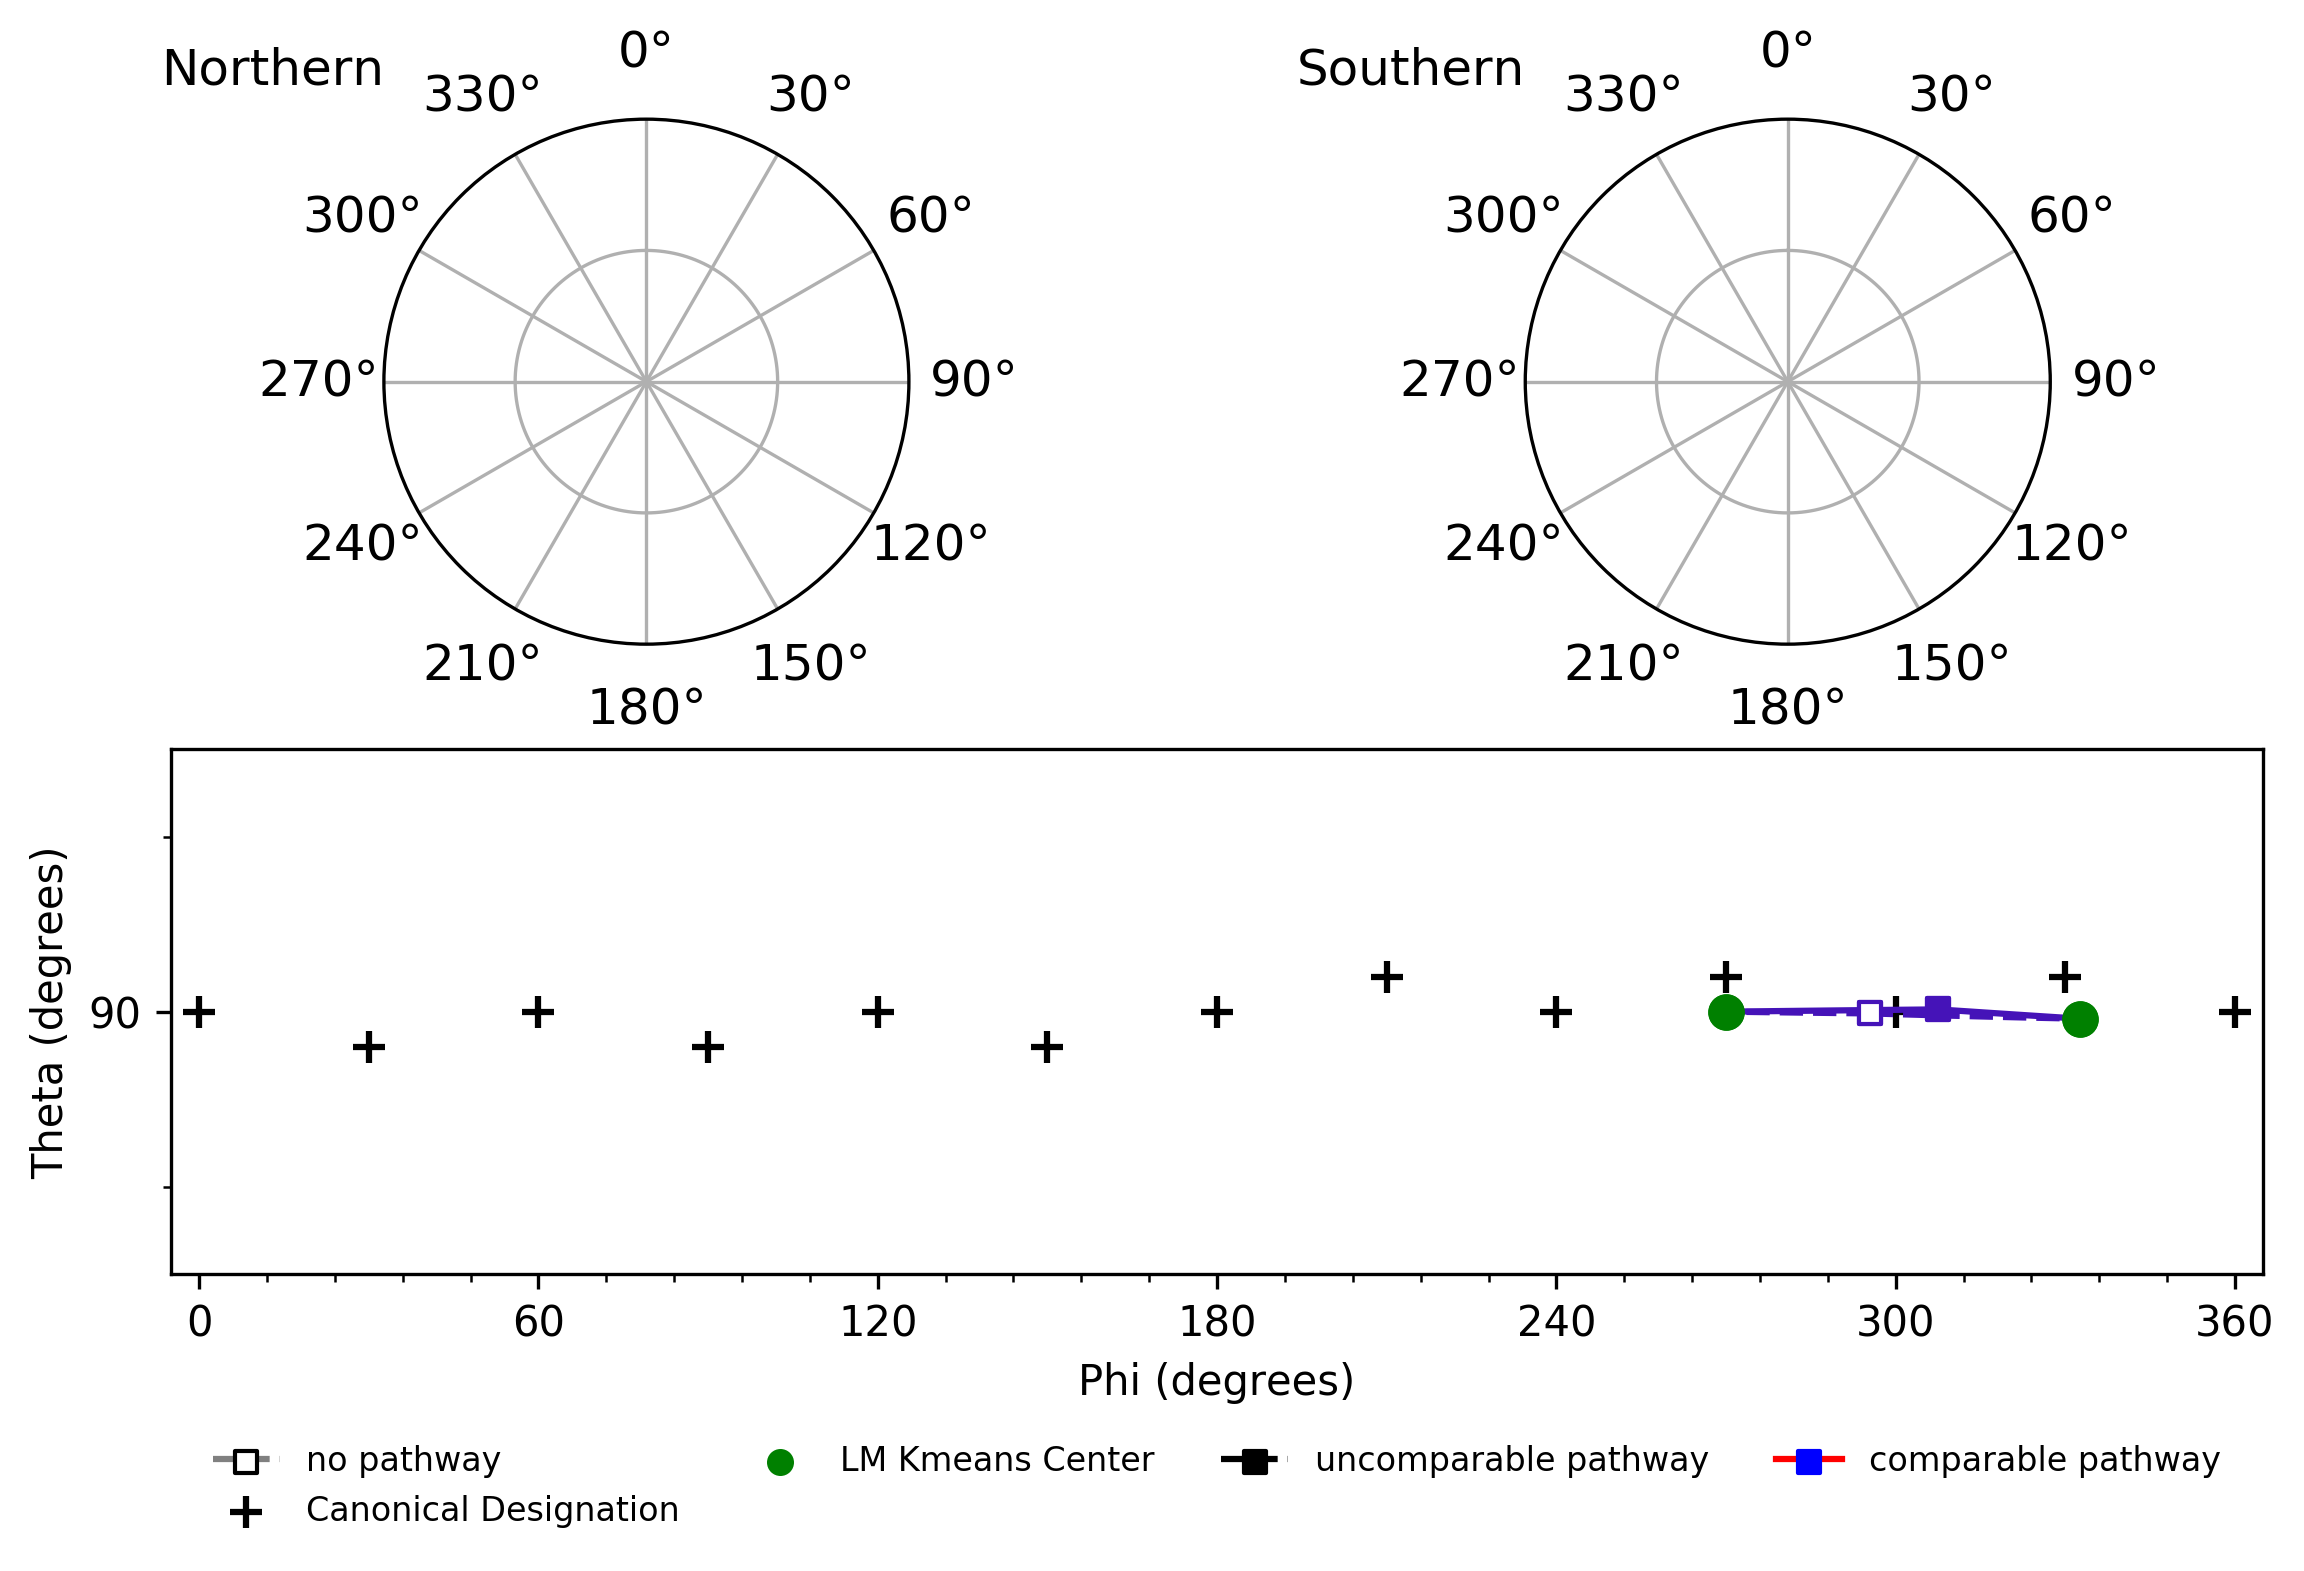 Northern
0°
330°
30°
300°
60°
270°
90°
240°
120°
210°
150°
180°
Southern
0°
330°
30°
300°
60°
270°
90°
240°
120°
210°
150°
180°
Theta (degrees)
90
0 60 120 180 240 300 360
Phi (degrees)
no pathway
Canonical Designation
LM Kmeans Center
uncomparable pathway
comparable pathway